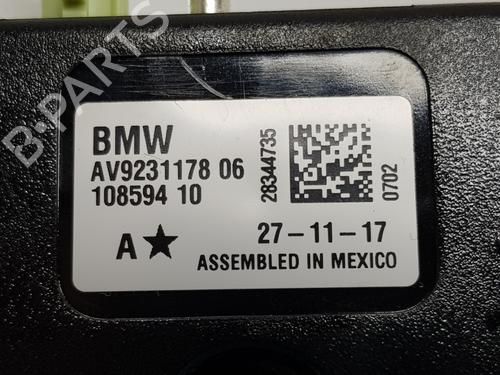 BMW
AV9231178 06
108594 10
28344735
0702
A★
27-11-17
ASSEMBLED IN MEXICO
B-PARTS